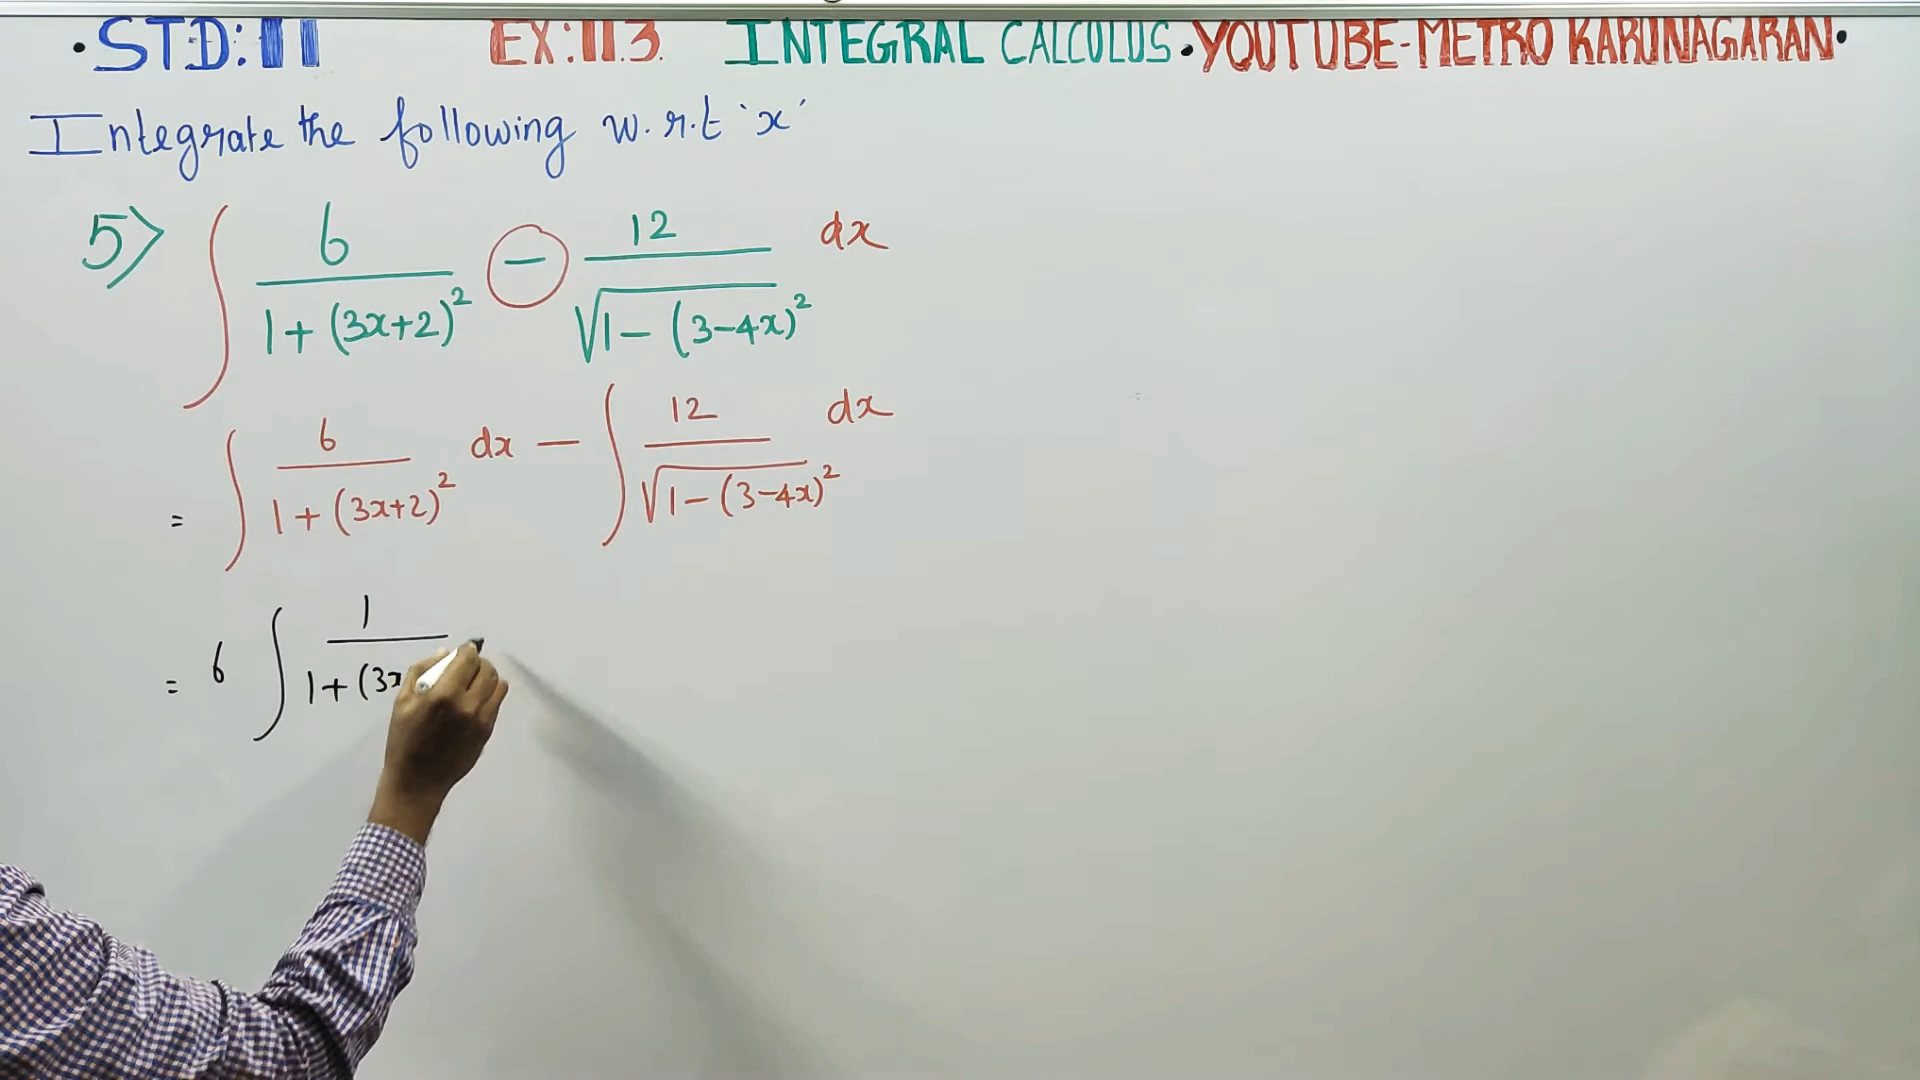 • STD: 11 EX: 11.3. INTEGRAL CALCULUS • YOUTUBE-METRO KARUNAGARAN •
Integrate the following w.r.t 'x'
5> ∫ 6/(1+(3x+2)²) − 12/√(1−(3−4x)²) dx
= ∫ 6/(1+(3x+2)²) dx − ∫ 12/√(1−(3−4x)²) dx
= 6 ∫ 1/(1+(3x